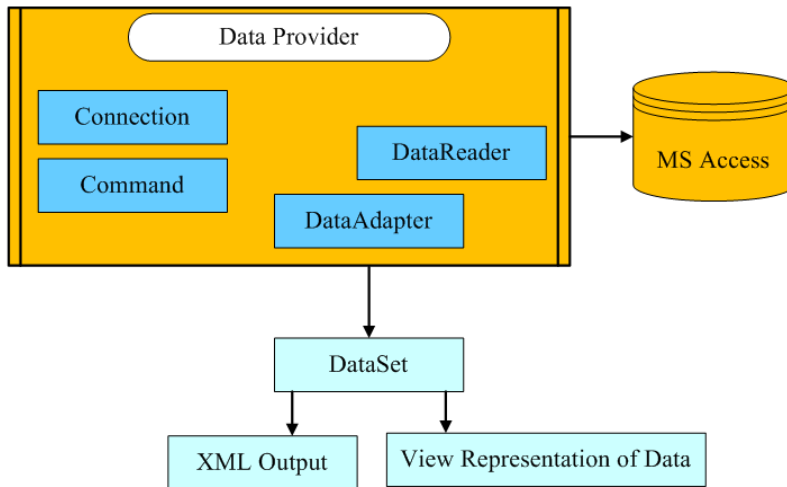 Data Provider
Connection
DataReader
MS Access
Command
DataAdapter
DataSet
XML Output
View Representation of Data